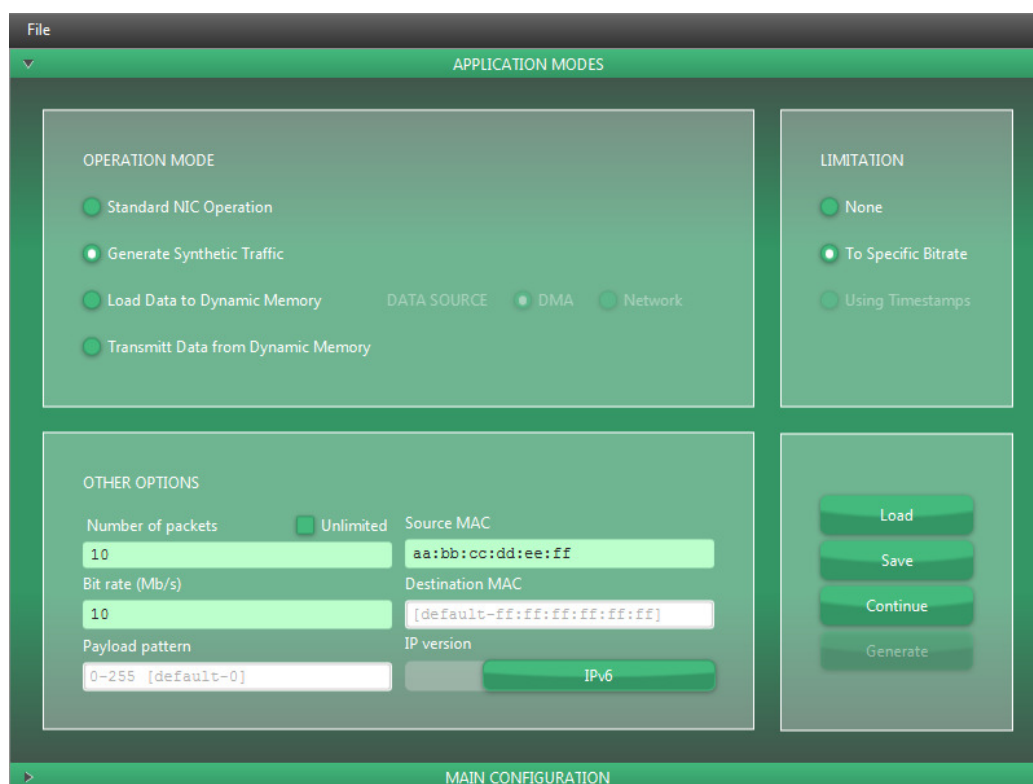 File
APPLICATION MODES
OPERATION MODE
Standard NIC Operation
Generate Synthetic Traffic
Load Data to Dynamic Memory DATA SOURCE DMA Network
Transmitt Data from Dynamic Memory
LIMITATION
None
To Specific Bitrate
Using Timestamps
OTHER OPTIONS
Number of packets Unlimited
10
Bit rate (Mb/s)
10
Payload pattern
0-255 [default-0]
Source MAC
aa:bb:cc:dd:ee:ff
Destination MAC
[default-ff:ff:ff:ff:ff:ff]
IP version
IPv6
Load
Save
Continue
Generate
MAIN CONFIGURATION